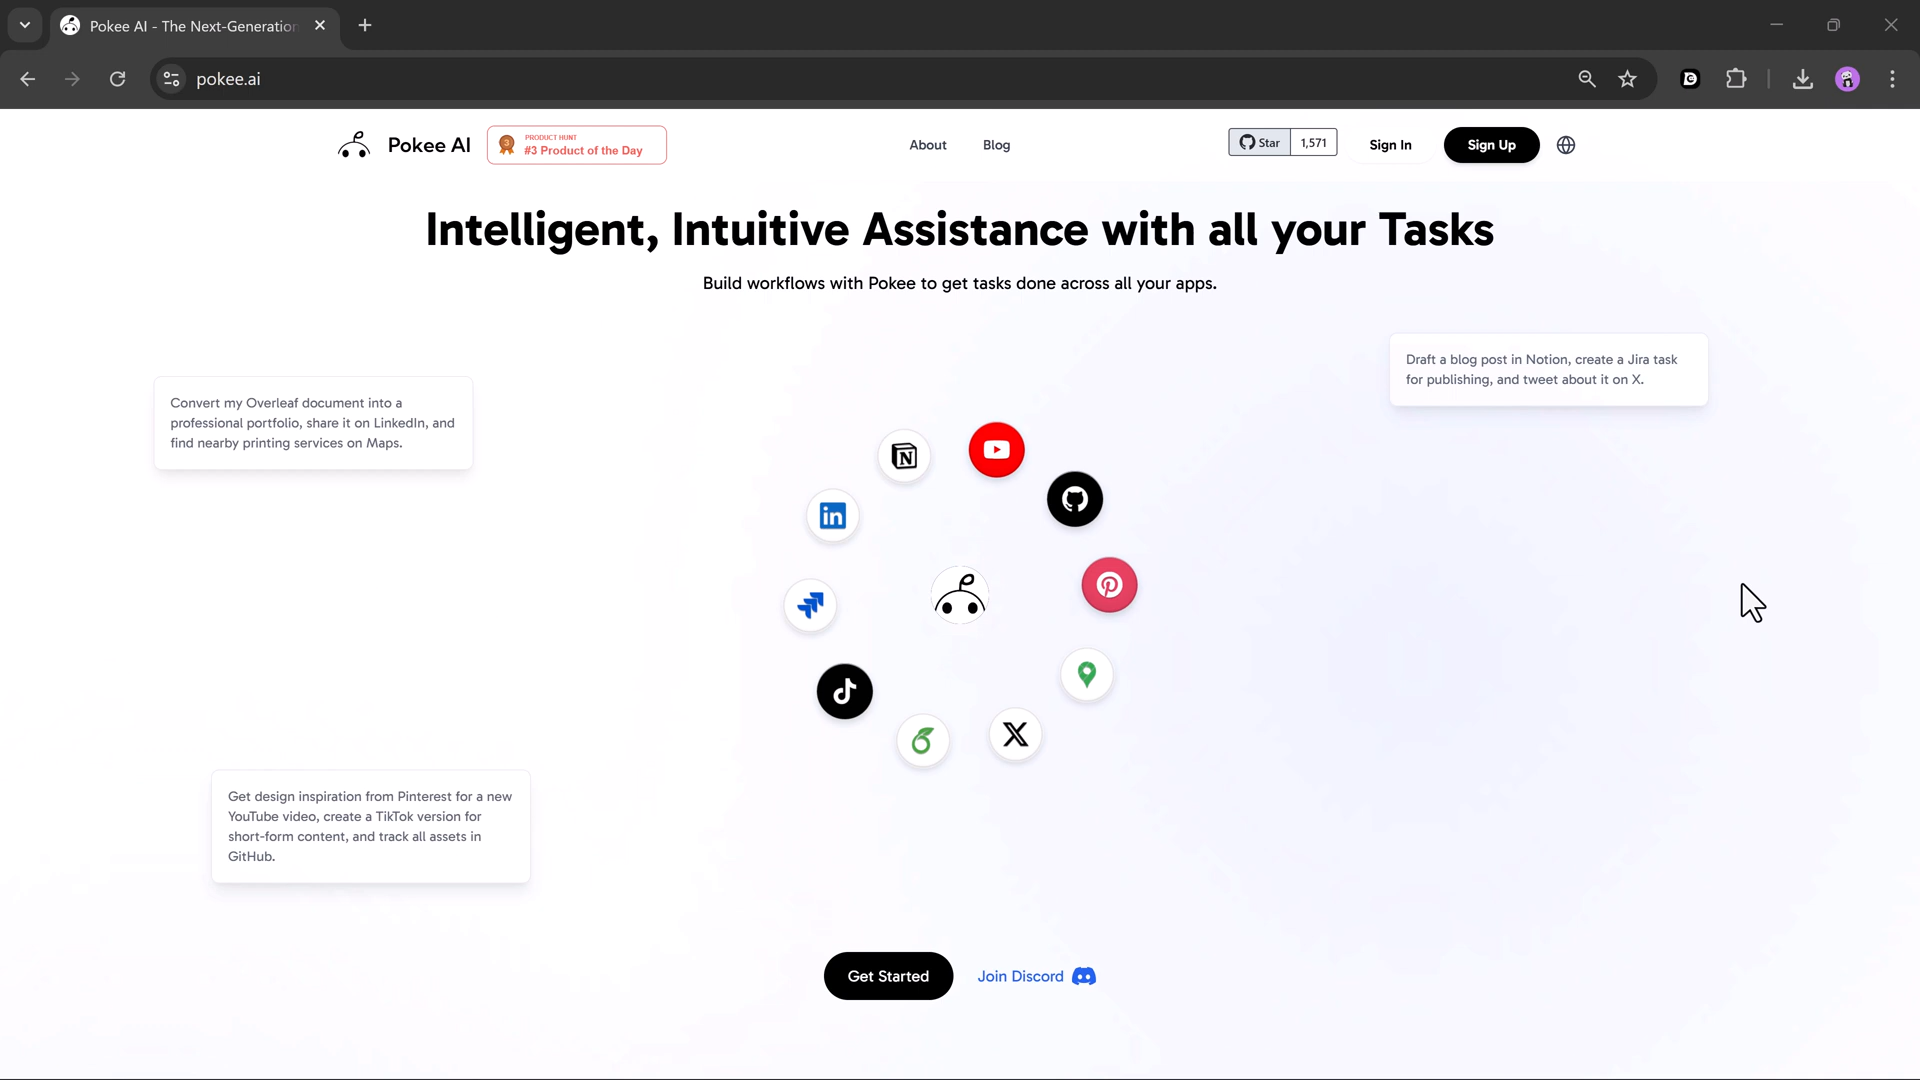 Pokee AI - The Next-Generation
pokee.ai
Pokee AI
3
PRODUCT HUNT
#3 Product of the Day
About
Blog
Star
1,571
Sign In
Sign Up
Intelligent, Intuitive Assistance with all your Tasks
Build workflows with Pokee to get tasks done across all your apps.
Draft a blog post in Notion, create a Jira task
for publishing, and tweet about it on X.
Convert my Overleaf document into a
professional portfolio, share it on LinkedIn, and
find nearby printing services on Maps.
N
in
X
Get design inspiration from Pinterest for a new
YouTube video, create a TikTok version for
short-form content, and track all assets in
GitHub.
Get Started
Join Discord